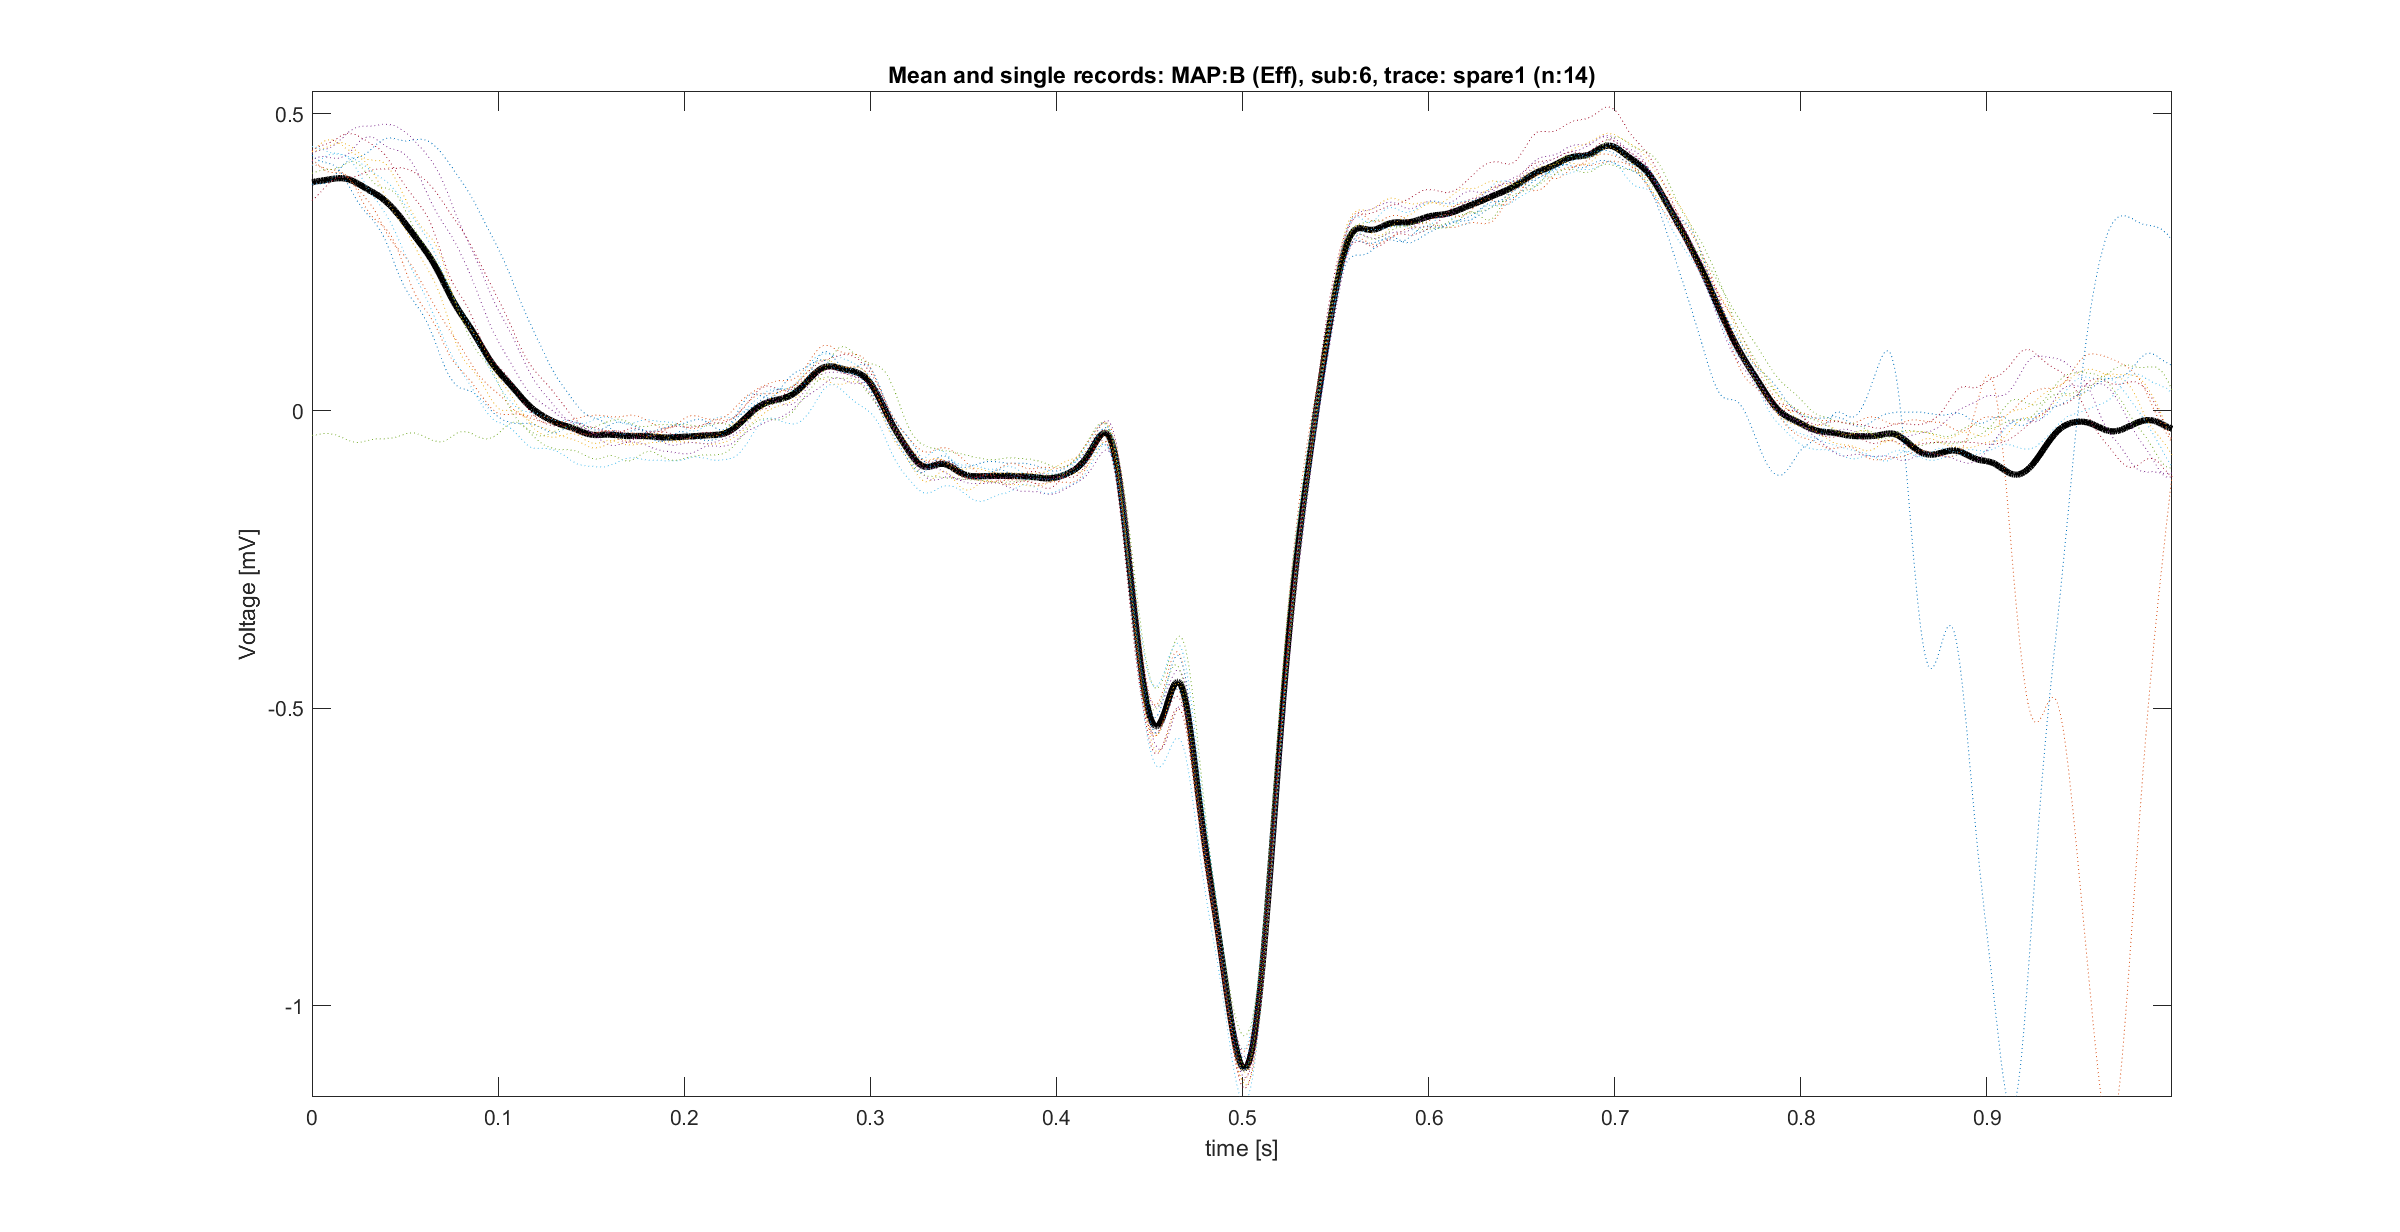 Mean and single records: MAP:B (Eff), sub:6, trace: spare1 (n:14)
0.5
0
-0.5
-1
Voltage [mV]
0 0.1 0.2 0.3 0.4 0.5 0.6 0.7 0.8 0.9
time [s]